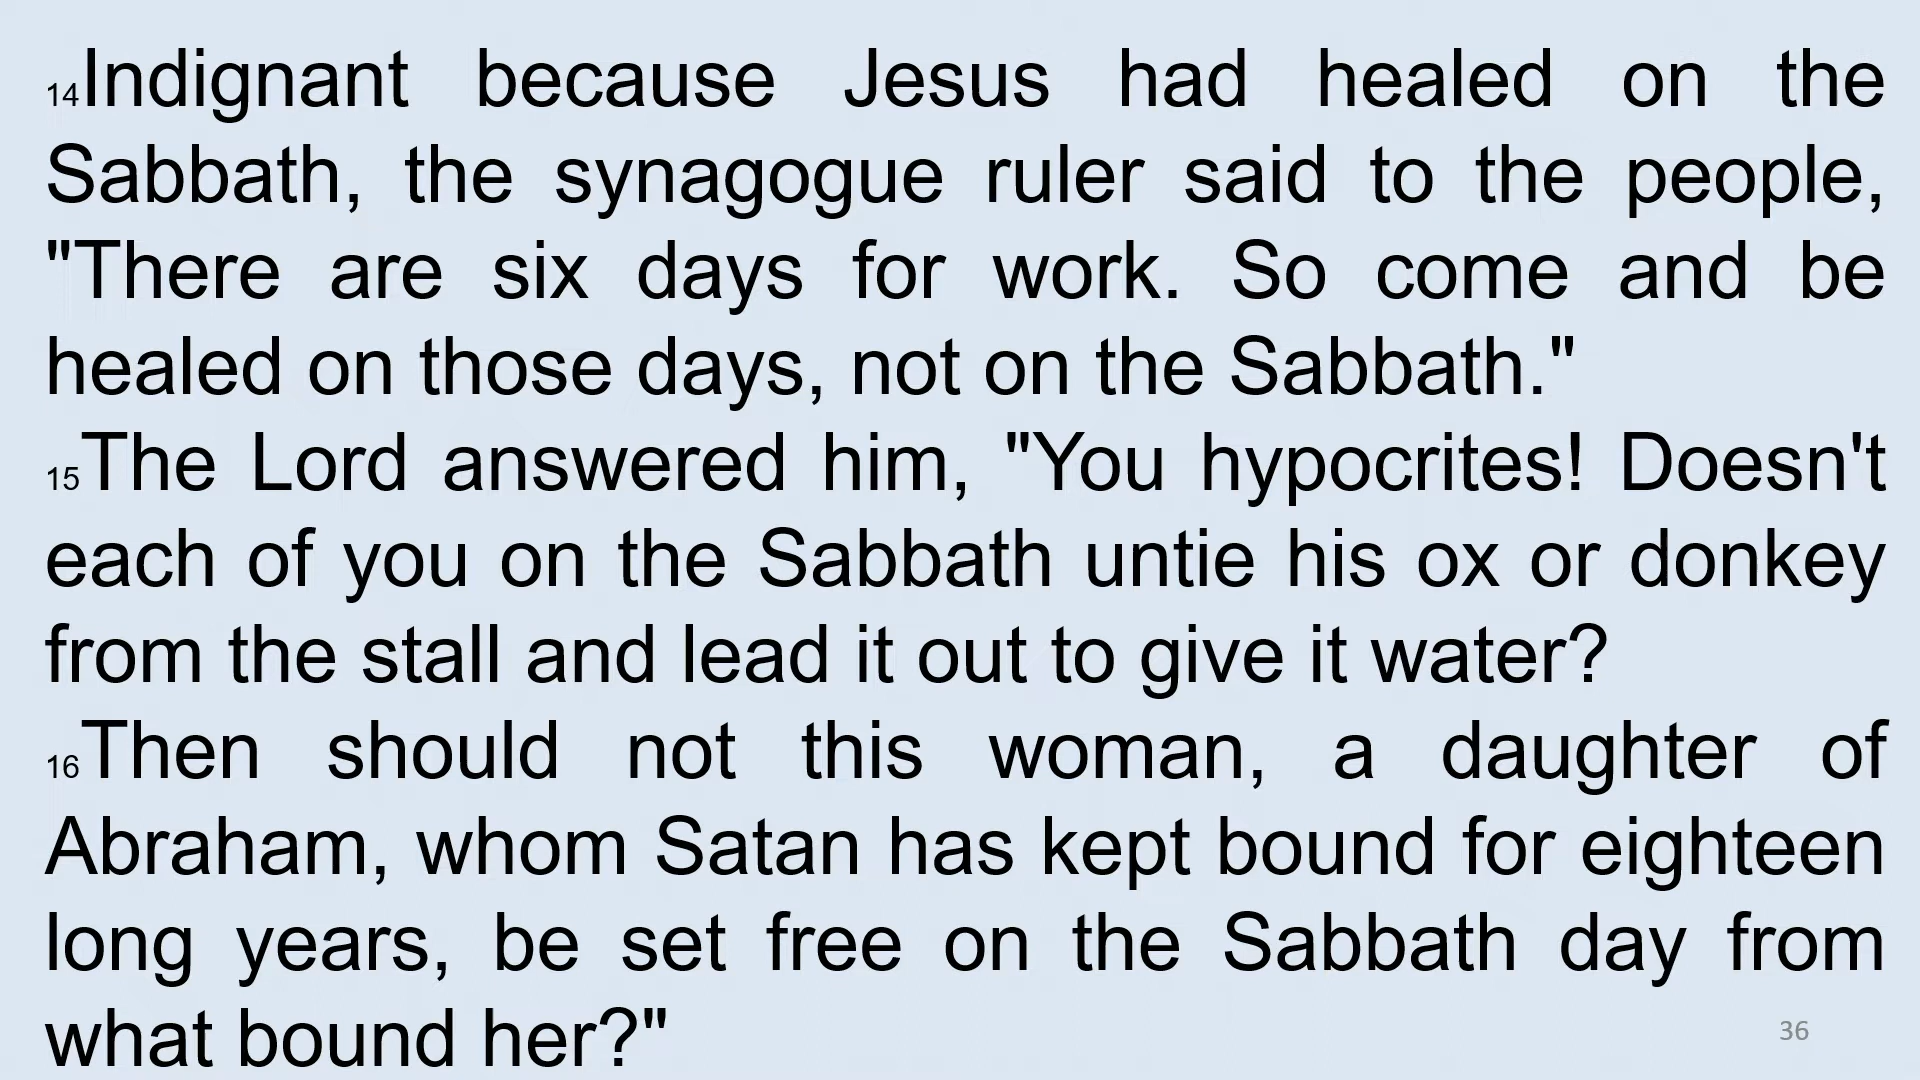 14Indignant because Jesus had healed on the
Sabbath, the synagogue ruler said to the people,
"There are six days for work. So come and be
healed on those days, not on the Sabbath."
15The Lord answered him, "You hypocrites! Doesn't
each of you on the Sabbath untie his ox or donkey
from the stall and lead it out to give it water?
16Then should not this woman, a daughter of
Abraham, whom Satan has kept bound for eighteen
long years, be set free on the Sabbath day from
what bound her?"
36